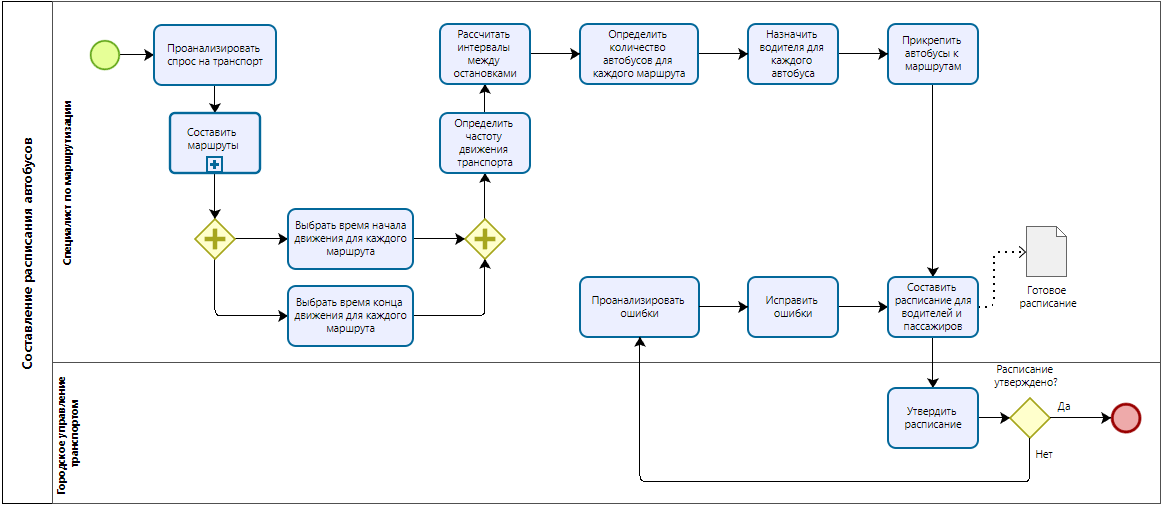 Составление расписания автобусов
Специалист по маршрутизации
Проанализировать
спрос на транспорт
Составить
маршруты
Выбрать время начала
движения для каждого
маршрута
Выбрать время конца
движения для каждого
маршрута
Определить
частоту
движения
транспорта
Рассчитать
интервалы
между
остановками
Определить
количество
автобусов для
каждого маршрута
Назначить
водителя для
каждого
автобуса
Прикрепить
автобусы к
маршрутам
Проанализировать
ошибки
Исправить
ошибки
Составить
расписание для
водителей и
пассажиров
Готовое
расписание
Городское управление
транспортом
Утвердить
расписание
Расписание
утверждено?
Да
Нет